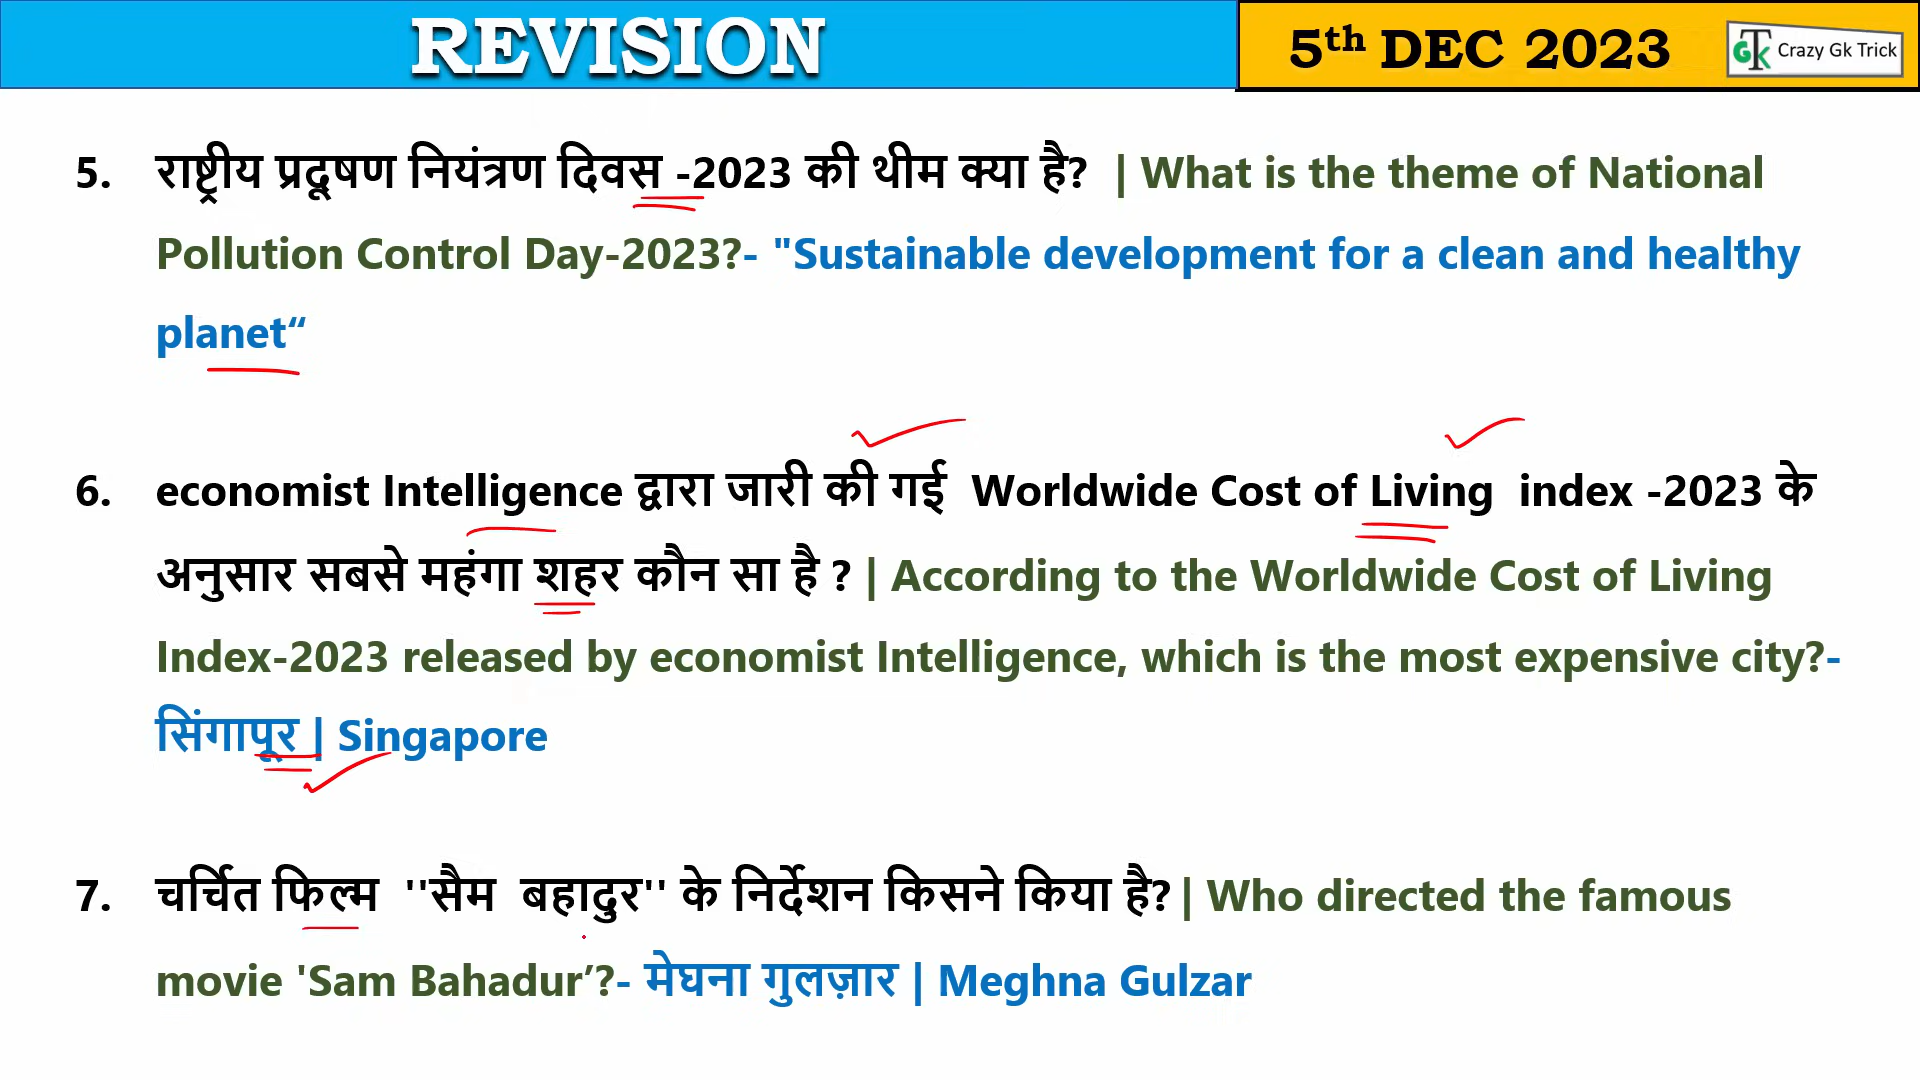 REVISION
5th DEC 2023
GTK Crazy Gk Trick
5. राष्ट्रीय प्रदूषण नियंत्रण दिवस -2023 की थीम क्या है? | What is the theme of National
Pollution Control Day-2023?- "Sustainable development for a clean and healthy
planet“
6. economist Intelligence द्वारा जारी की गई Worldwide Cost of Living index -2023 के
अनुसार सबसे महंगा शहर कौन सा है ? | According to the Worldwide Cost of Living
Index-2023 released by economist Intelligence, which is the most expensive city?-
सिंगापूर | Singapore
7. चर्चित फिल्म ''सैम बहादुर'' के निर्देशन किसने किया है? | Who directed the famous
movie 'Sam Bahadur’?- मेघना गुलज़ार | Meghna Gulzar